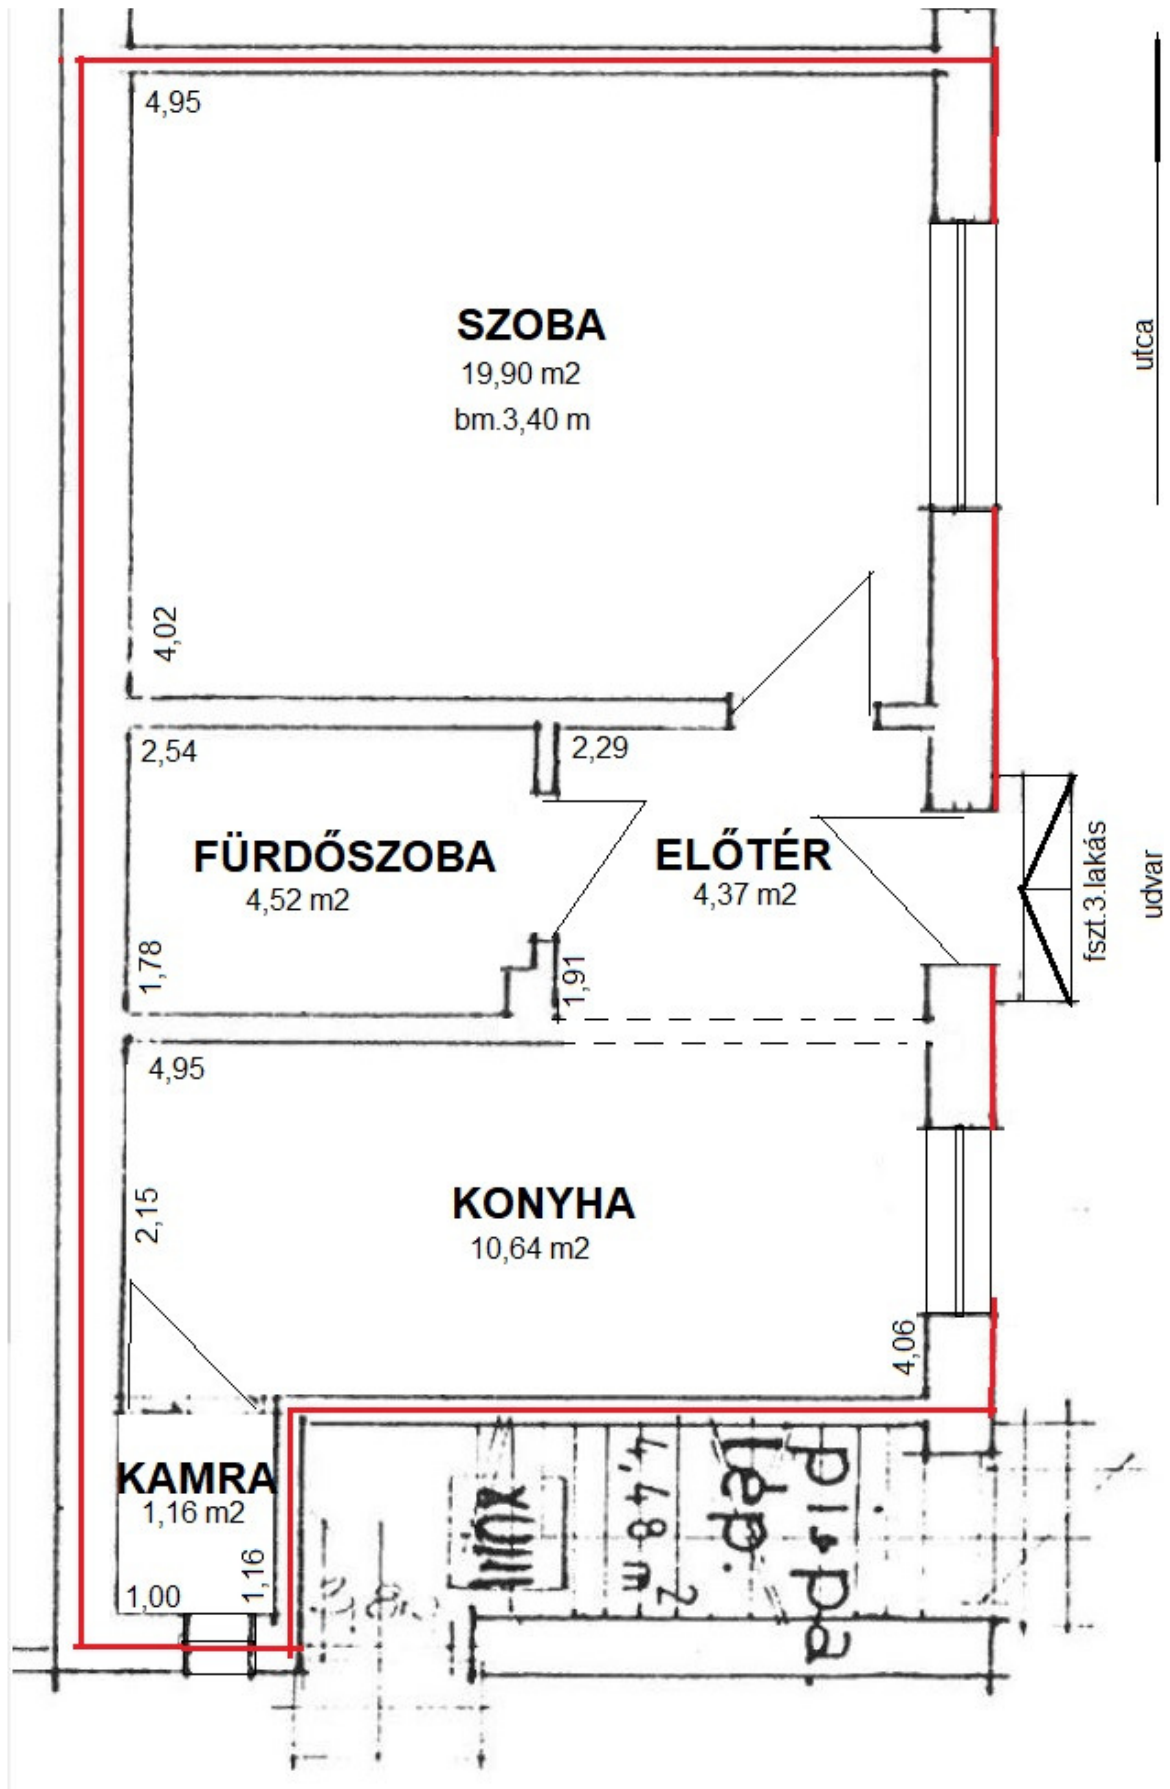 4,95
SZOBA
19,90 m2
bm.3,40 m
utca
4,02
2,54
2,29
FÜRDŐSZOBA
4,52 m2
ELŐTÉR
4,37 m2
fszt.3.lakás
udvar
1,78
1,91
4,95
2,15
KONYHA
10,64 m2
4,06
KAMRA
1,16 m2
1,16
1,00
XVIII
4,48 m2
lép.